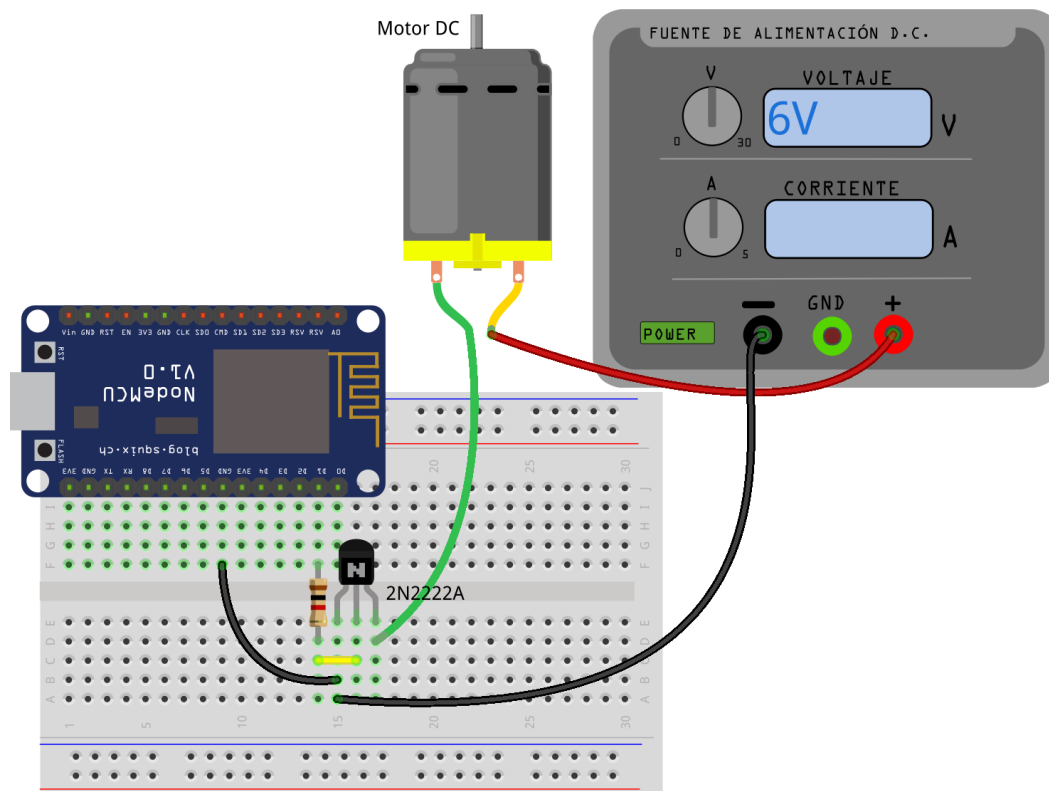 Motor DC
FUENTE DE ALIMENTACIÓN D.C.
V
VOLTAJE
0
30
6V
V
A
CORRIENTE
0
5
A
POWER
GND
+
Vin GND RST EN 3V3 GND CLK SD0 CMD SD1 SD2 SD3 RSV RSV A0
RST
NodeMCU
V1.0
FLASH
blog.squix.ch
3V3 GND TX RX D8 D7 D6 D5 GND 3V3 D4 D3 D2 D1 D0
20 25 30
J
I I
H H
G G
F F
N
2N2222A
E E
D D
C C
B B
A A
1 5 10 15 20 25 30